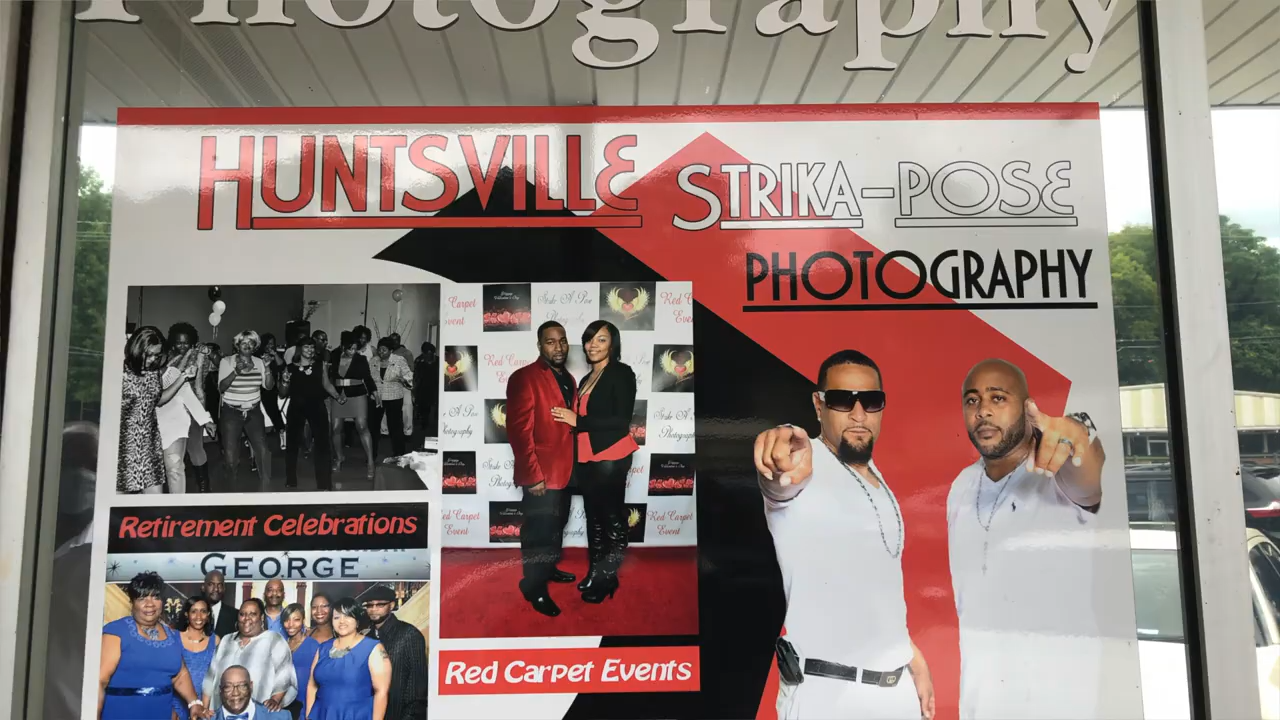 Photography
HUNTSVILLE STRIKA-POSE
PHOTOGRAPHY
Retirement Celebrations
GEORGE
Red Carpet Events